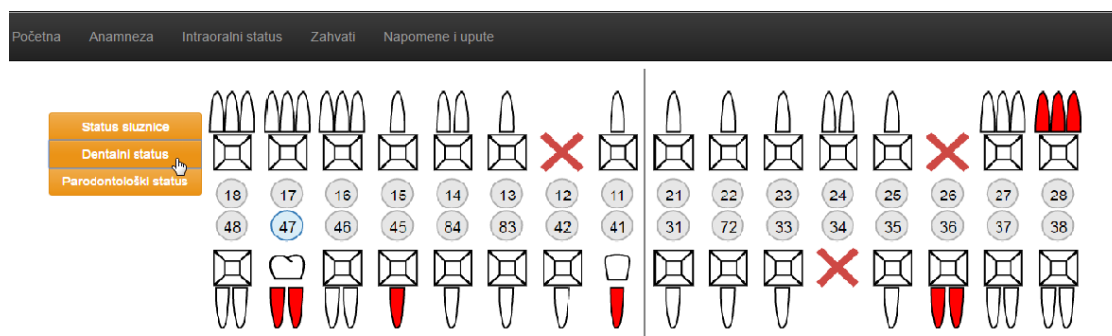 Početna Anamneza Intraoralni status Zahvati Napomene i upute
Status sluznice
Dentalni status
Parodontološki status
18 17 16 15 14 13 12 11 21 22 23 24 25 26 27 28
48 47 46 45 84 83 42 41 31 72 33 34 35 36 37 38